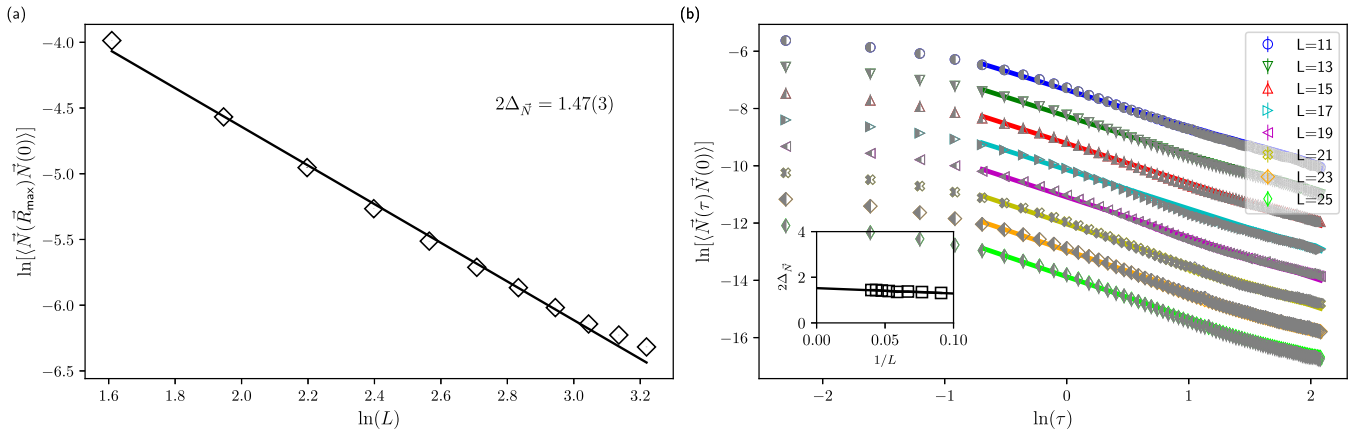 (a)
−4.0
−4.5
−5.0
−5.5
−6.0
−6.5
ln[⟨N⃗(R⃗max)N⃗(0)⟩]
2Δ_N⃗ = 1.47(3)
1.6
1.8
2.0
2.2
2.4
2.6
2.8
3.0
3.2
ln(L)
(b)
−6
−8
−10
−12
−14
−16
ln[⟨N⃗(τ)N⃗(0)⟩]
L=11
L=13
L=15
L=17
L=19
L=21
L=23
L=25
4
2
0
2Δ_N⃗
0.00
0.05
0.10
1/L
−2
−1
0
1
2
ln(τ)